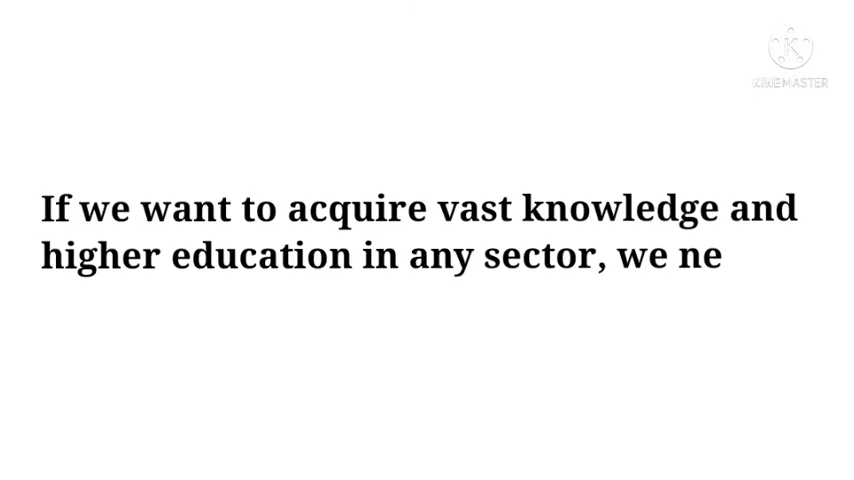 KINEMASTER
If we want to acquire vast knowledge and
higher education in any sector, we ne